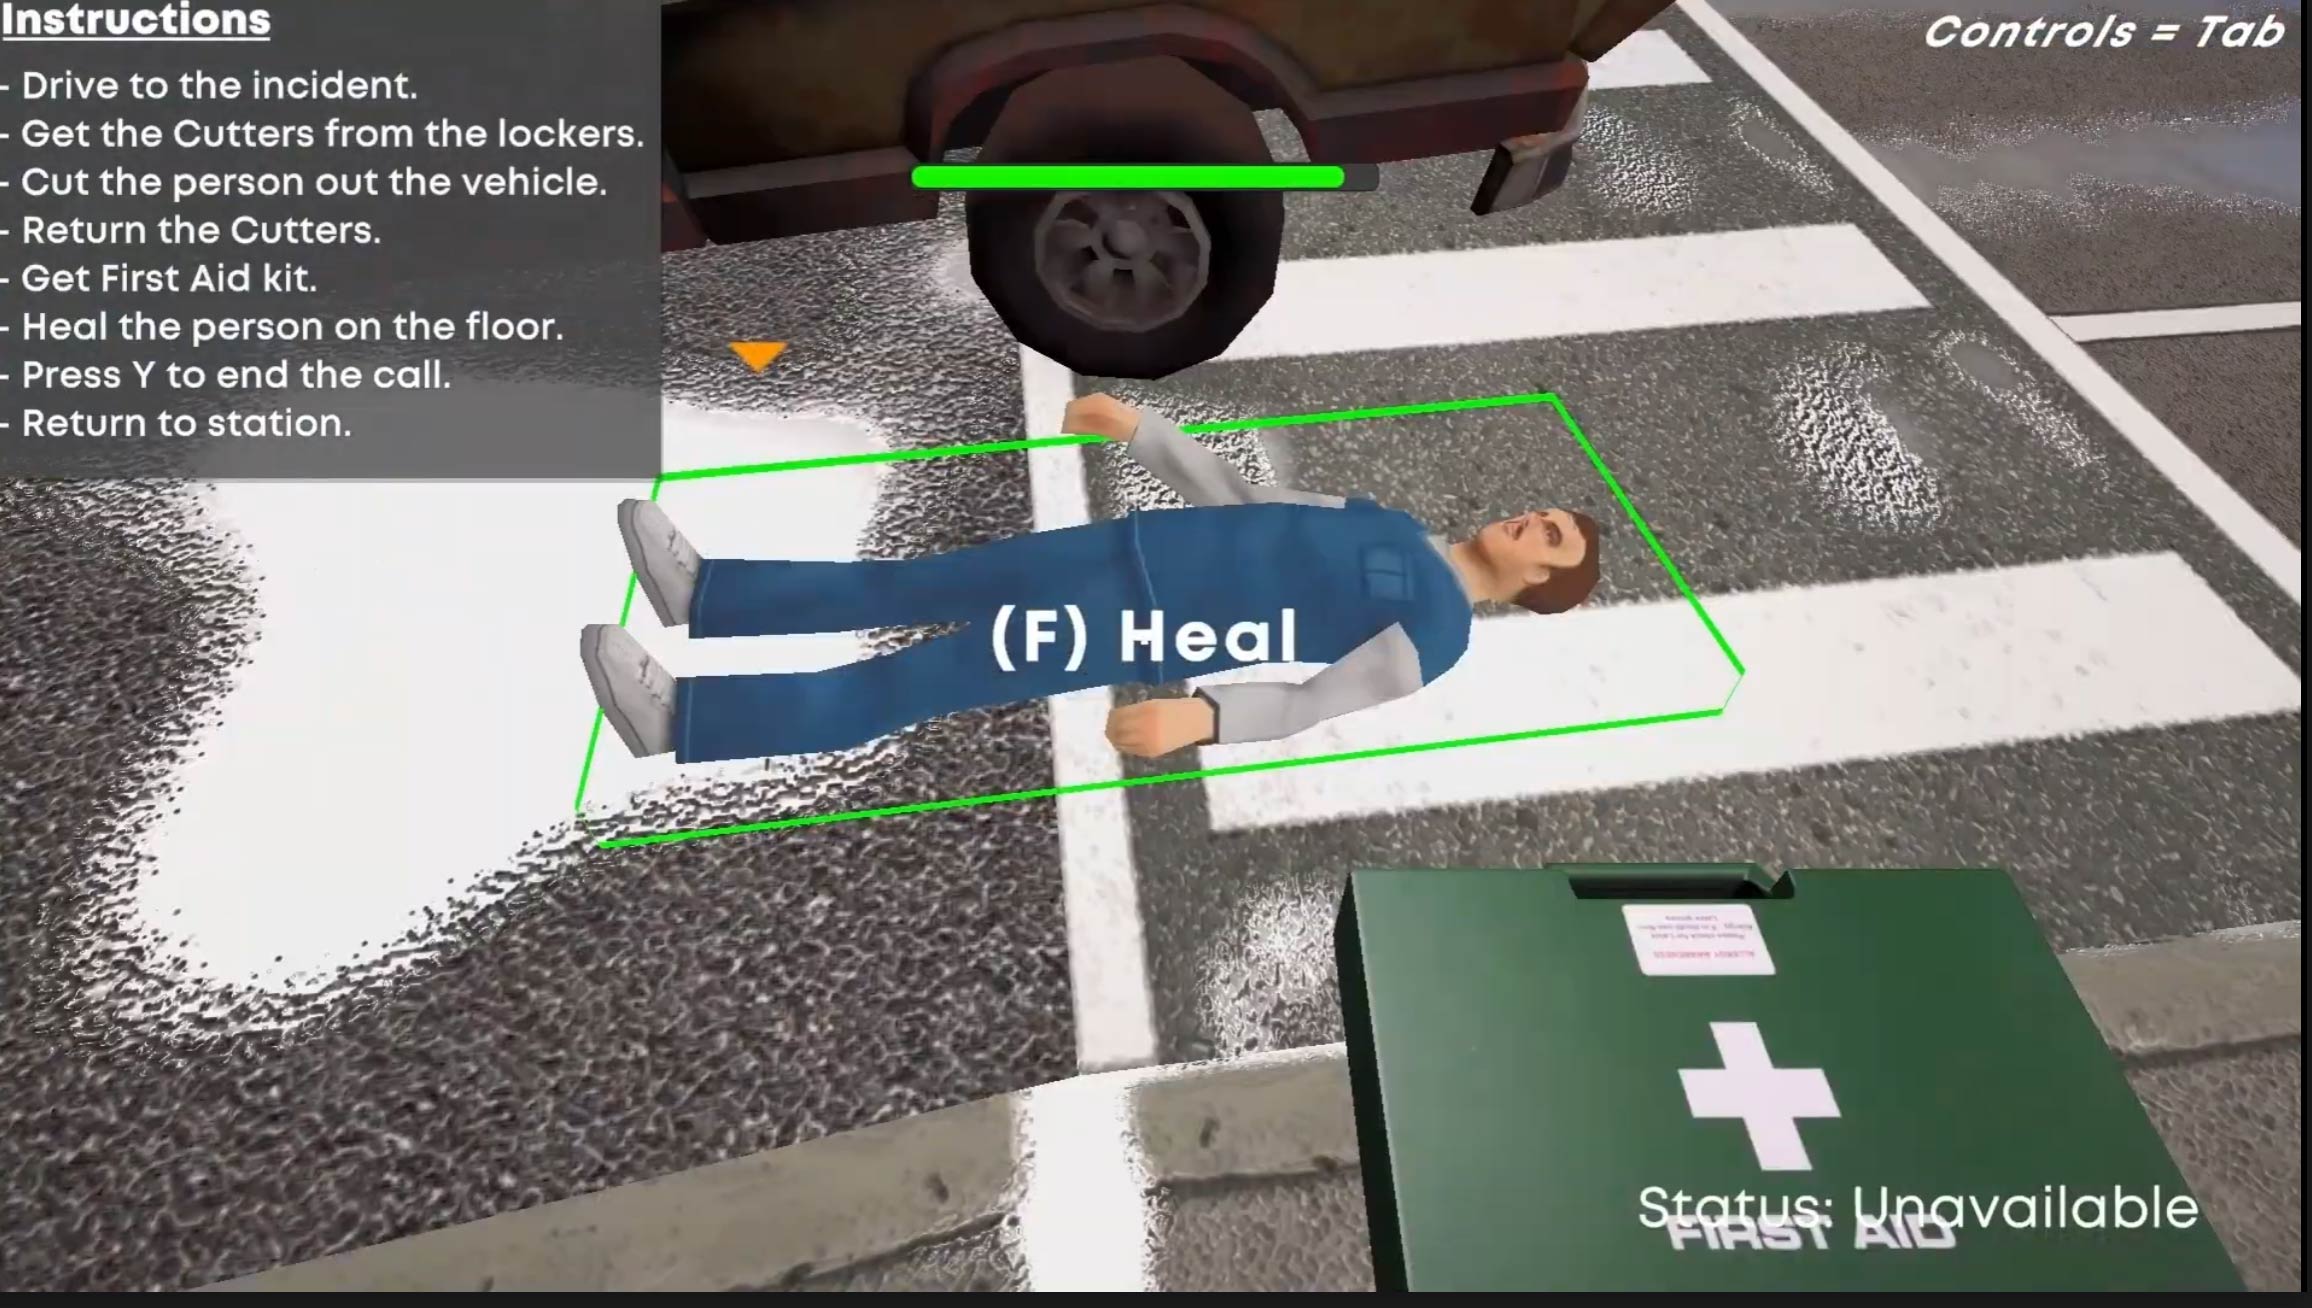 Instructions
- Drive to the incident.
- Get the Cutters from the lockers.
- Cut the person out the vehicle.
- Return the Cutters.
- Get First Aid kit.
- Heal the person on the floor.
- Press Y to end the call.
- Return to station.
Controls = Tab
(F) Heal
ALLERGY AWARENESS
Status: Unavailable
FIRST AID